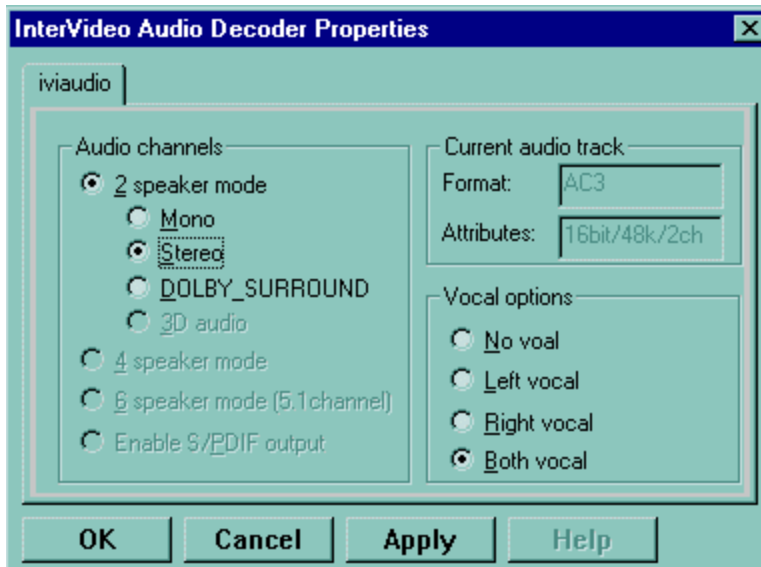 InterVideo Audio Decoder Properties
iviaudio
Audio channels
2 speaker mode
Mono
Stereo
DOLBY_SURROUND
3D audio
4 speaker mode
6 speaker mode (5.1channel)
Enable S/PDIF output
Current audio track
Format: AC3
Attributes: 16bit/48k/2ch
Vocal options
No voal
Left vocal
Right vocal
Both vocal
OK Cancel Apply Help